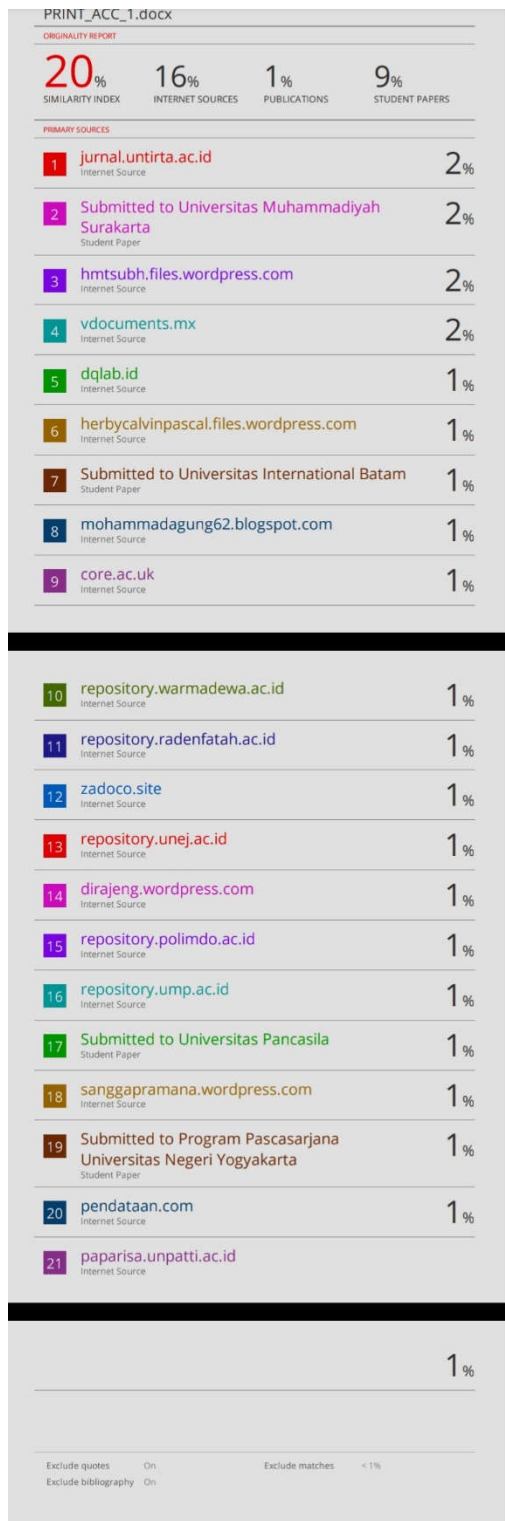 PRINT_ACC_1.docx
ORIGINALITY REPORT
20% 16% 1% 9%
SIMILARITY INDEX INTERNET SOURCES PUBLICATIONS STUDENT PAPERS
PRIMARY SOURCES
1 jurnal.untirta.ac.id 2%
Internet Source
2 Submitted to Universitas Muhammadiyah 2%
Surakarta
Student Paper
3 hmtsubh.files.wordpress.com 2%
Internet Source
4 vdocuments.mx 2%
Internet Source
5 dqlab.id 1%
Internet Source
6 herbycalvinpascal.files.wordpress.com 1%
Internet Source
7 Submitted to Universitas International Batam 1%
Student Paper
8 mohammadagung62.blogspot.com 1%
Internet Source
9 core.ac.uk 1%
Internet Source
10 repository.warmadewa.ac.id 1%
Internet Source
11 repository.radenfatah.ac.id 1%
Internet Source
12 zadoco.site 1%
Internet Source
13 repository.unej.ac.id 1%
Internet Source
14 dirajeng.wordpress.com 1%
Internet Source
15 repository.polimdo.ac.id 1%
Internet Source
16 repository.ump.ac.id 1%
Internet Source
17 Submitted to Universitas Pancasila 1%
Student Paper
18 sanggapramana.wordpress.com 1%
Internet Source
19 Submitted to Program Pascasarjana 1%
Universitas Negeri Yogyakarta
Student Paper
20 pendataan.com 1%
Internet Source
21 paparisa.unpatti.ac.id
Internet Source
1%
Exclude quotes On Exclude matches < 1%
Exclude bibliography On